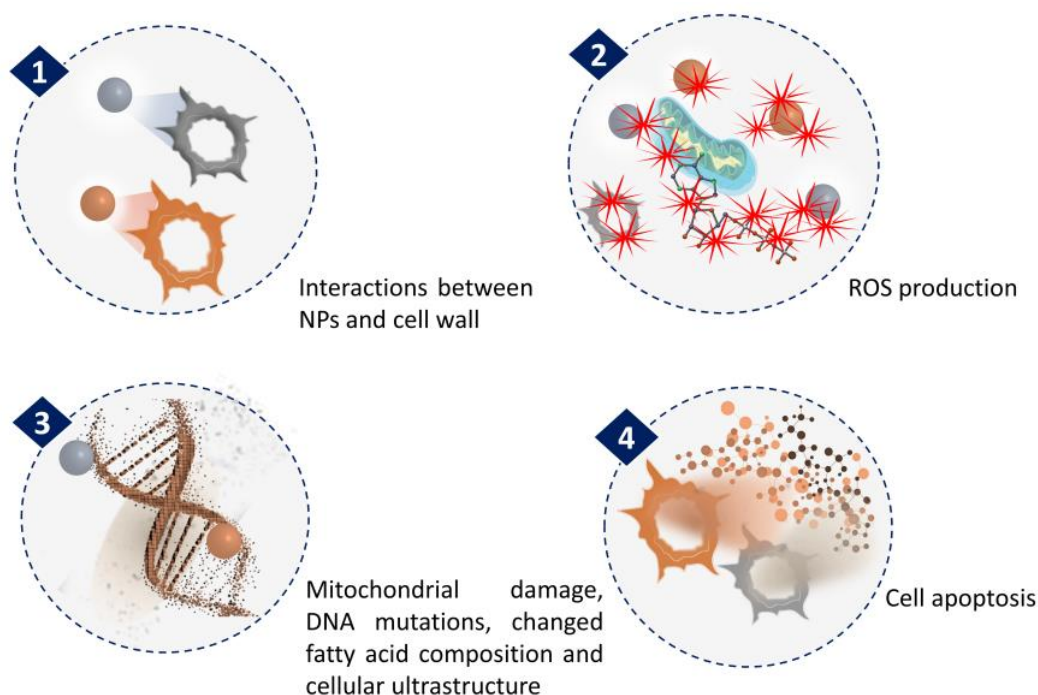 1
Interactions between
NPs and cell wall
2
ROS production
3
Mitochondrial damage,
DNA mutations, changed
fatty acid composition and
cellular ultrastructure
4
Cell apoptosis